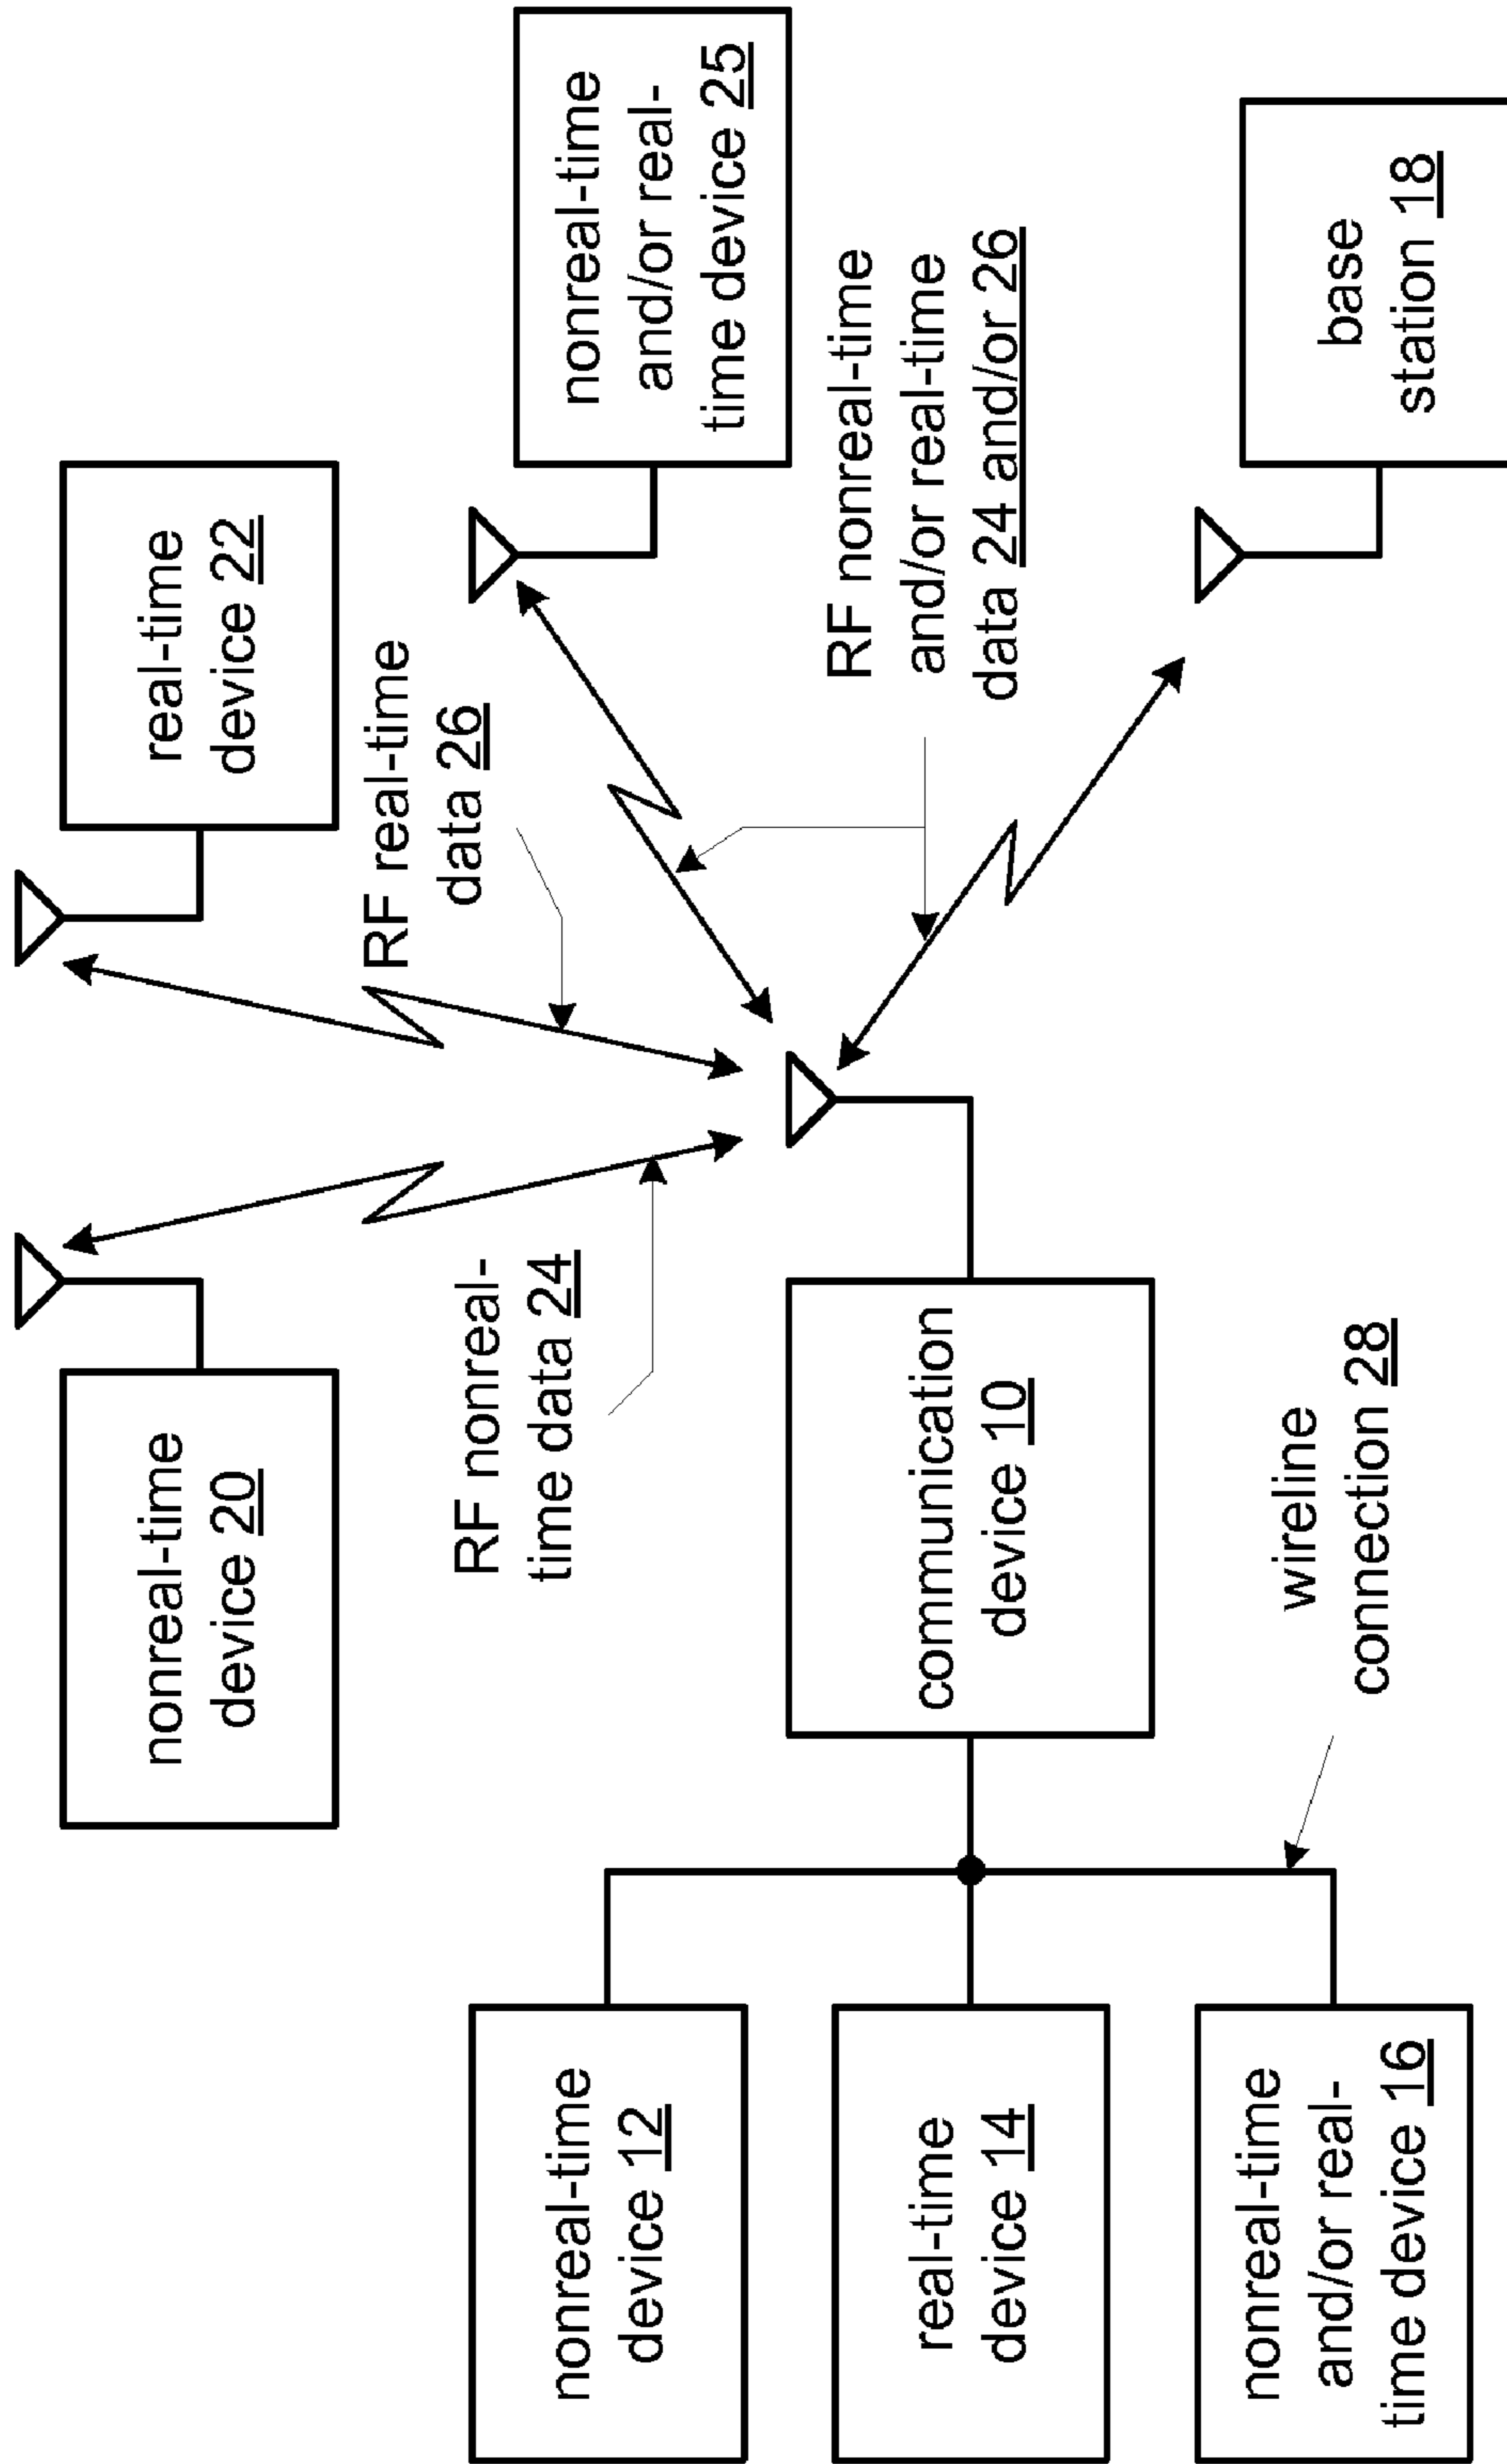 nonreal-time
device 20
real-time
device 22
RF real-time
data 26
RF nonreal-
time data 24
nonreal-time
device 12
nonreal-time
and/or real-
time device 25
RF nonreal-time
and/or real-time
data 24 and/or 26
communication
device 10
real-time
device 14
wireline
connection 28
nonreal-time
and/or real-
time device 16
base
station 18